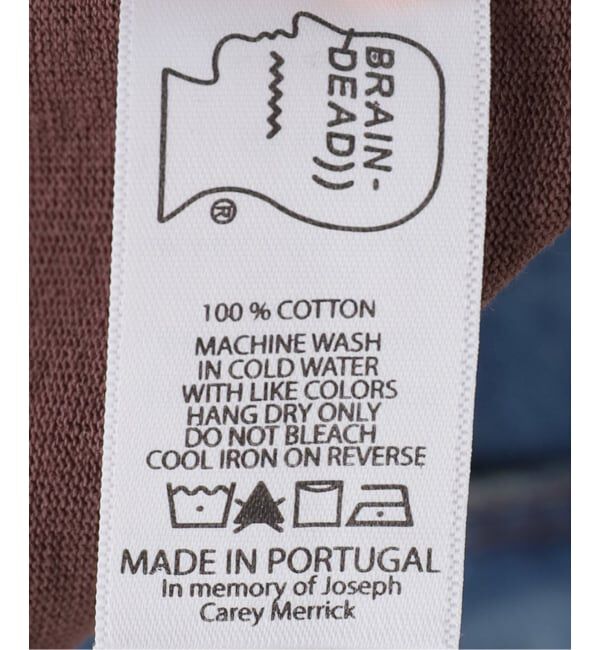 BRAIN-
DEAD))
®
100 % COTTON
MACHINE WASH
IN COLD WATER
WITH LIKE COLORS
HANG DRY ONLY
DO NOT BLEACH
COOL IRON ON REVERSE
MADE IN PORTUGAL
In memory of Joseph
Carey Merrick